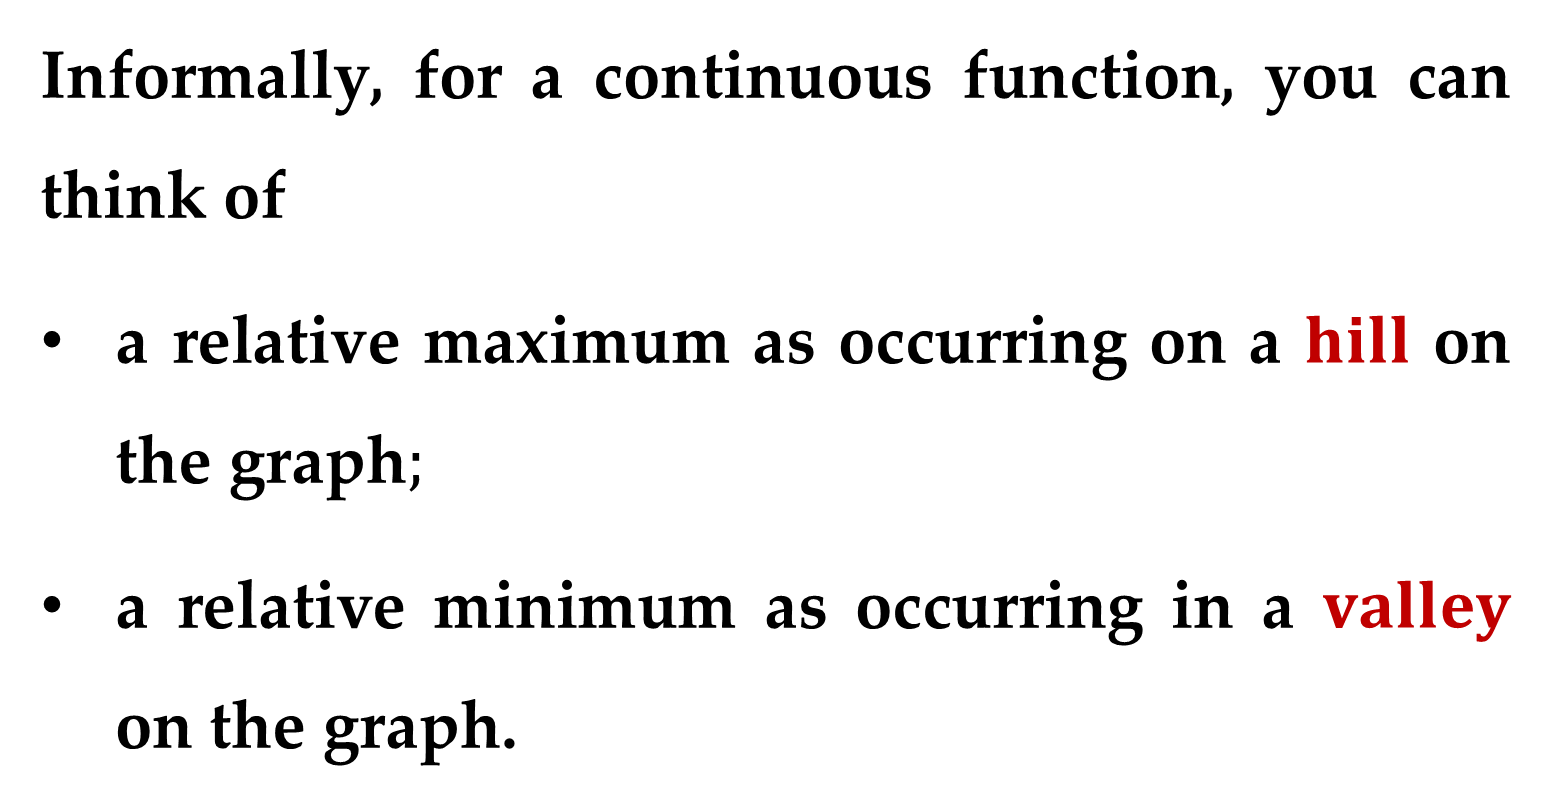 Informally, for a continuous function, you can
think of
• a relative maximum as occurring on a hill on
the graph;
• a relative minimum as occurring in a valley
on the graph.